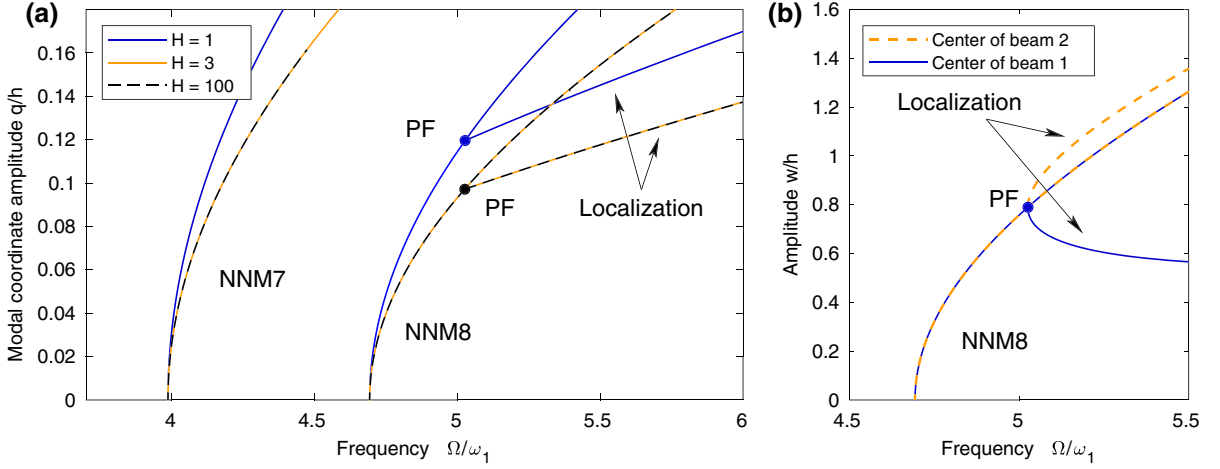 (a)
Modal coordinate amplitude q/h
0.16
0.14
0.12
0.1
0.08
0.06
0.04
0.02
0
H = 1
H = 3
H = 100
PF
PF
Localization
NNM7
NNM8
4
4.5
5
5.5
6
Frequency Ω/ω₁
(b)
Amplitude w/h
1.6
1.4
1.2
1
0.8
0.6
0.4
0.2
0
Center of beam 2
Center of beam 1
Localization
PF
NNM8
4.5
5
5.5
Frequency Ω/ω₁